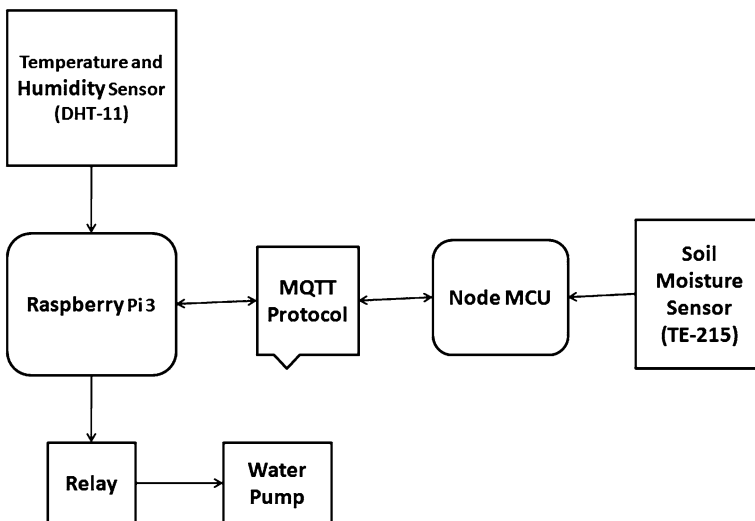 Temperature and
Humidity Sensor
(DHT-11)
Raspberry Pi 3
MQTT
Protocol
Node MCU
Soil
Moisture
Sensor
(TE-215)
Relay
Water
Pump